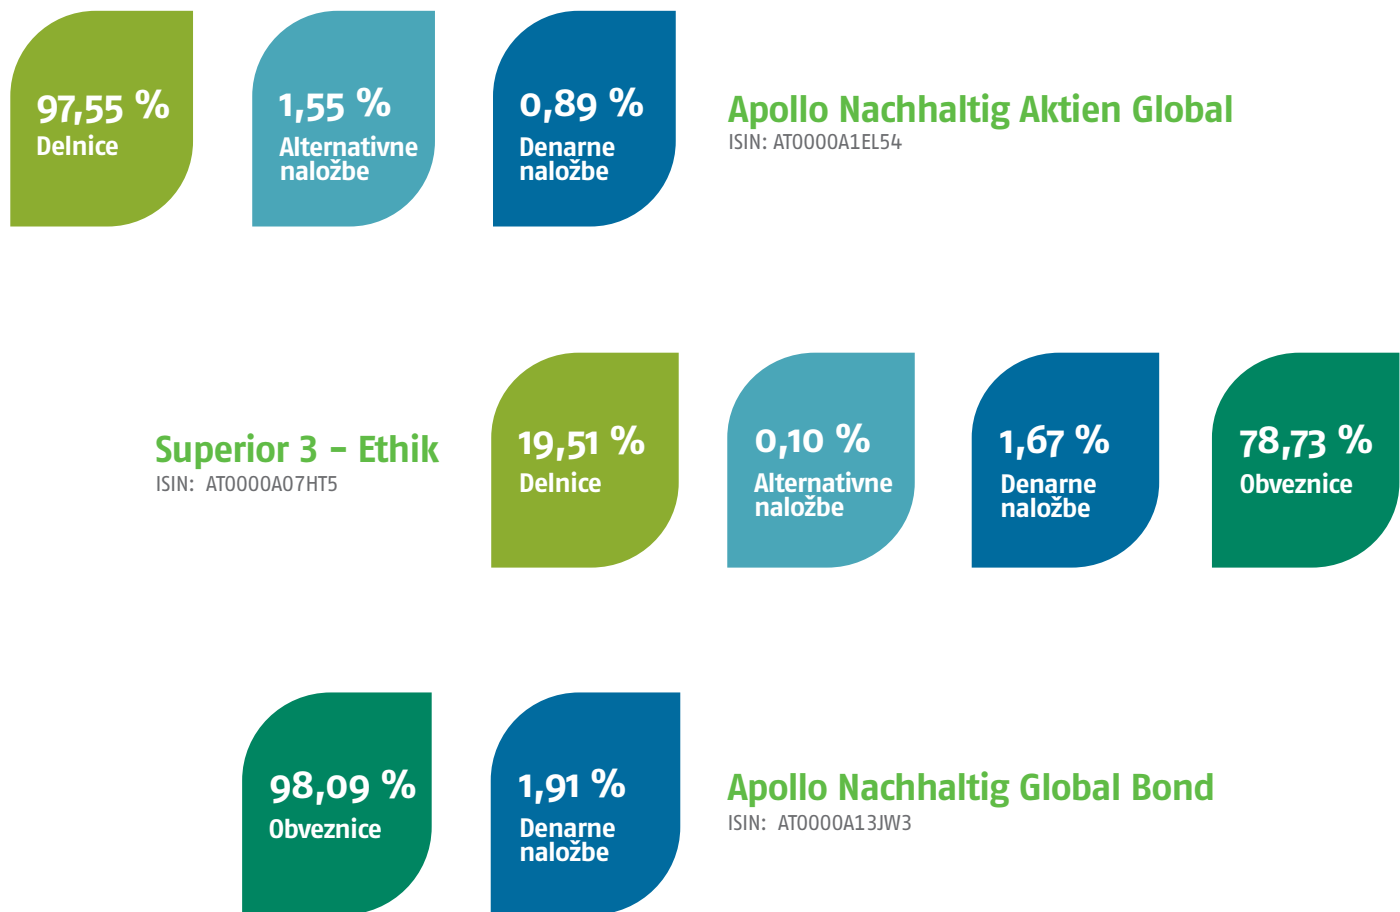 97,55 %
Delnice
1,55 %
Alternativne
naložbe
0,89 %
Denarne
naložbe
Apollo Nachhaltig Aktien Global
ISIN: AT0000A1EL54
Superior 3 – Ethik
ISIN: AT0000A07HT5
19,51 %
Delnice
0,10 %
Alternativne
naložbe
1,67 %
Denarne
naložbe
78,73 %
Obveznice
98,09 %
Obveznice
1,91 %
Denarne
naložbe
Apollo Nachhaltig Global Bond
ISIN: AT0000A13JW3